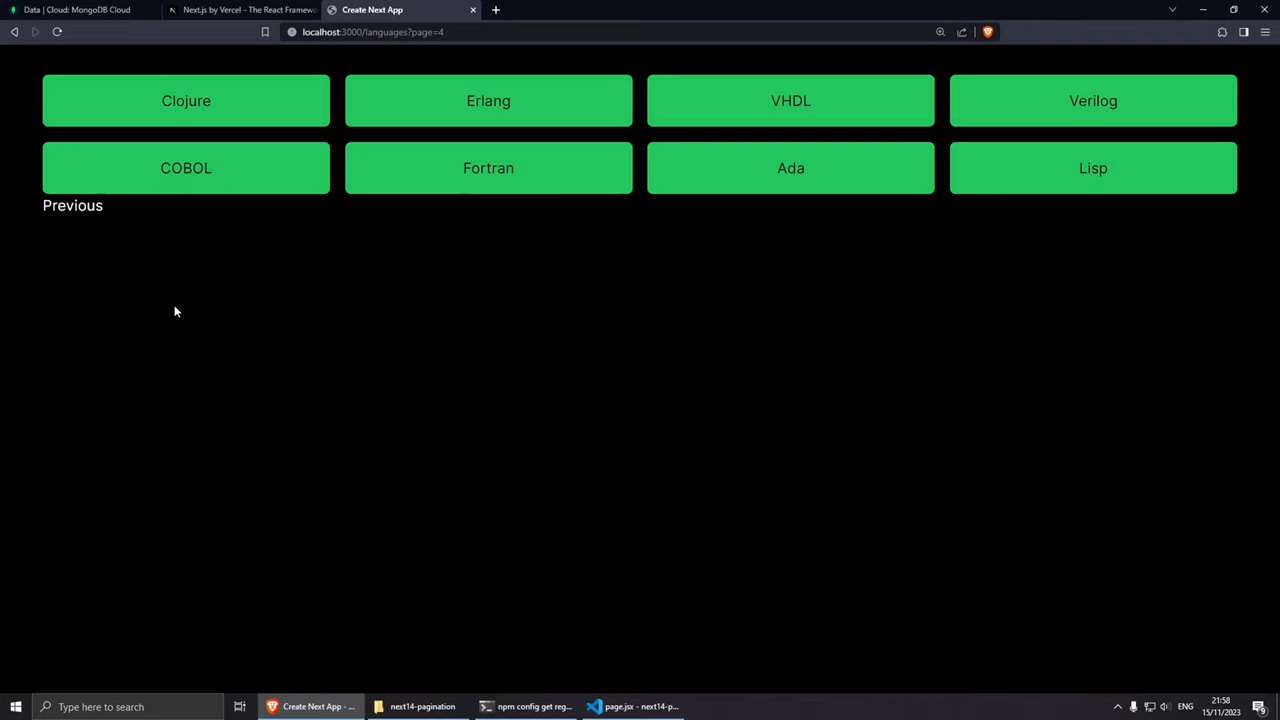 Data | Cloud: MongoDB Cloud
Next.js by Vercel - The React Framewo
Create Next App
localhost:3000/languages?page=4
Clojure
Erlang
VHDL
Verilog
COBOL
Fortran
Ada
Lisp
Previous
Type here to search
Create Next App - ...
next14-pagination
npm config get reg...
page.jsx - next14-p...
ENG
21:58
15/11/2023